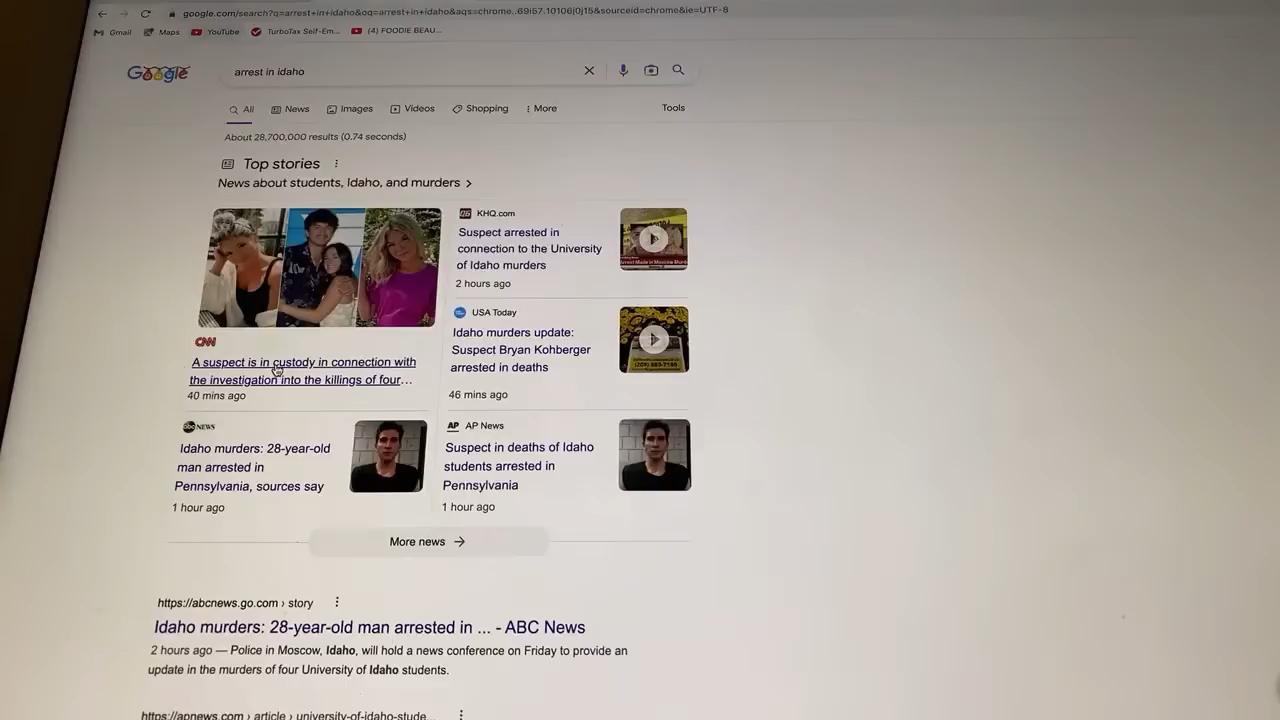 google.com/search?q=arrest+in+idaho&oq=arrest+in+idaho&aqs=chrome..69i57.10106j0j15&sourceid=chrome&ie=UTF-8
Gmail Maps YouTube TurboTax Self-Em... (4) FOODIE BEAU...
Google arrest in idaho
All News Images Videos Shopping More Tools
About 28,700,000 results (0.74 seconds)
Top stories
News about students, Idaho, and murders
CNN
A suspect is in custody in connection with
the investigation into the killings of four...
40 mins ago
KHQ.com
Suspect arrested in
connection to the University
of Idaho murders
2 hours ago
USA Today
Idaho murders update:
Suspect Bryan Kohberger
arrested in deaths
46 mins ago
abc NEWS
Idaho murders: 28-year-old
man arrested in
Pennsylvania, sources say
1 hour ago
AP AP News
Suspect in deaths of Idaho
students arrested in
Pennsylvania
1 hour ago
More news
https://abcnews.go.com › story
Idaho murders: 28-year-old man arrested in ... - ABC News
2 hours ago — Police in Moscow, Idaho, will hold a news conference on Friday to provide an
update in the murders of four University of Idaho students.
https://apnews.com › article › university-of-idaho-stude...